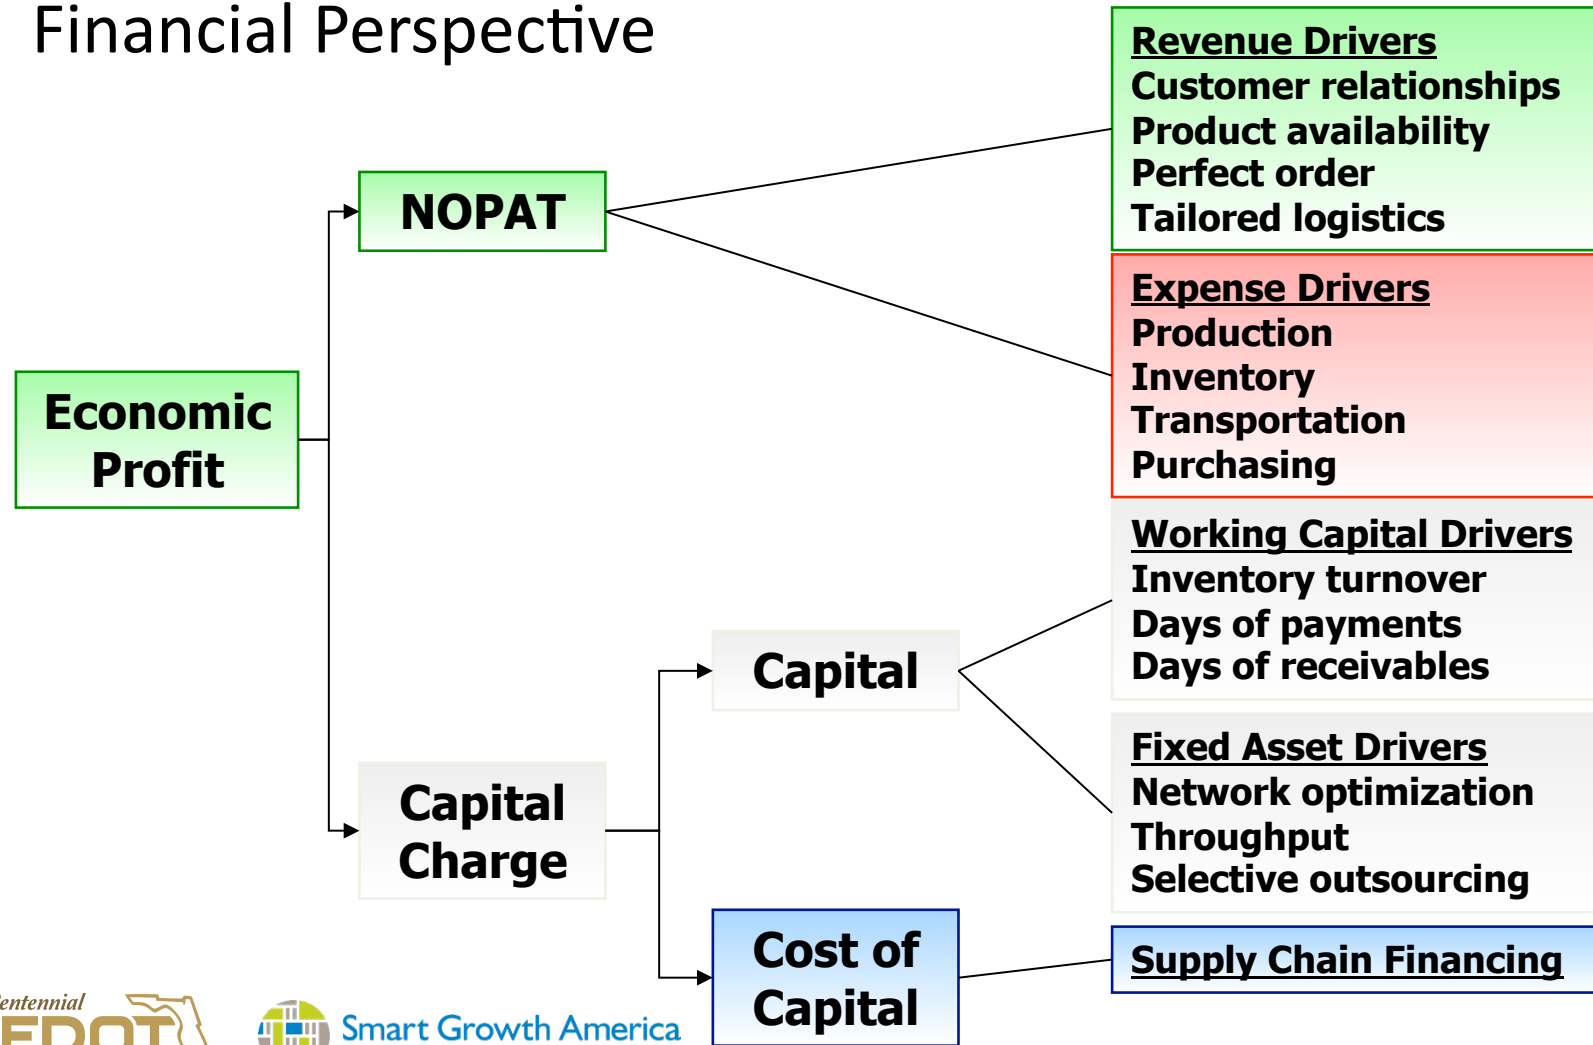 Financial Perspective
Revenue Drivers
Customer relationships
Product availability
Perfect order
Tailored logistics
NOPAT
Expense Drivers
Production
Inventory
Transportation
Purchasing
Economic
Profit
Working Capital Drivers
Inventory turnover
Days of payments
Days of receivables
Capital
Fixed Asset Drivers
Network optimization
Throughput
Selective outsourcing
Capital
Charge
Cost of
Capital
Supply Chain Financing
FDOT
Smart Growth America